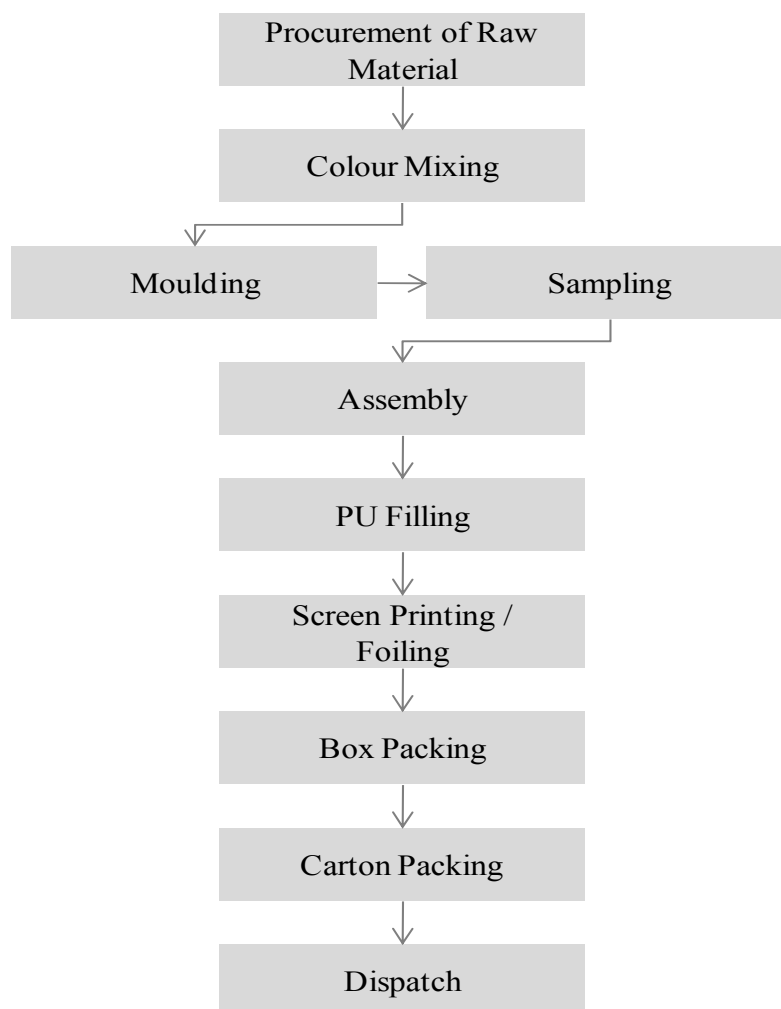 Procurement of Raw
Material
Colour Mixing
Moulding
Sampling
Assembly
PU Filling
Screen Printing /
Foiling
Box Packing
Carton Packing
Dispatch